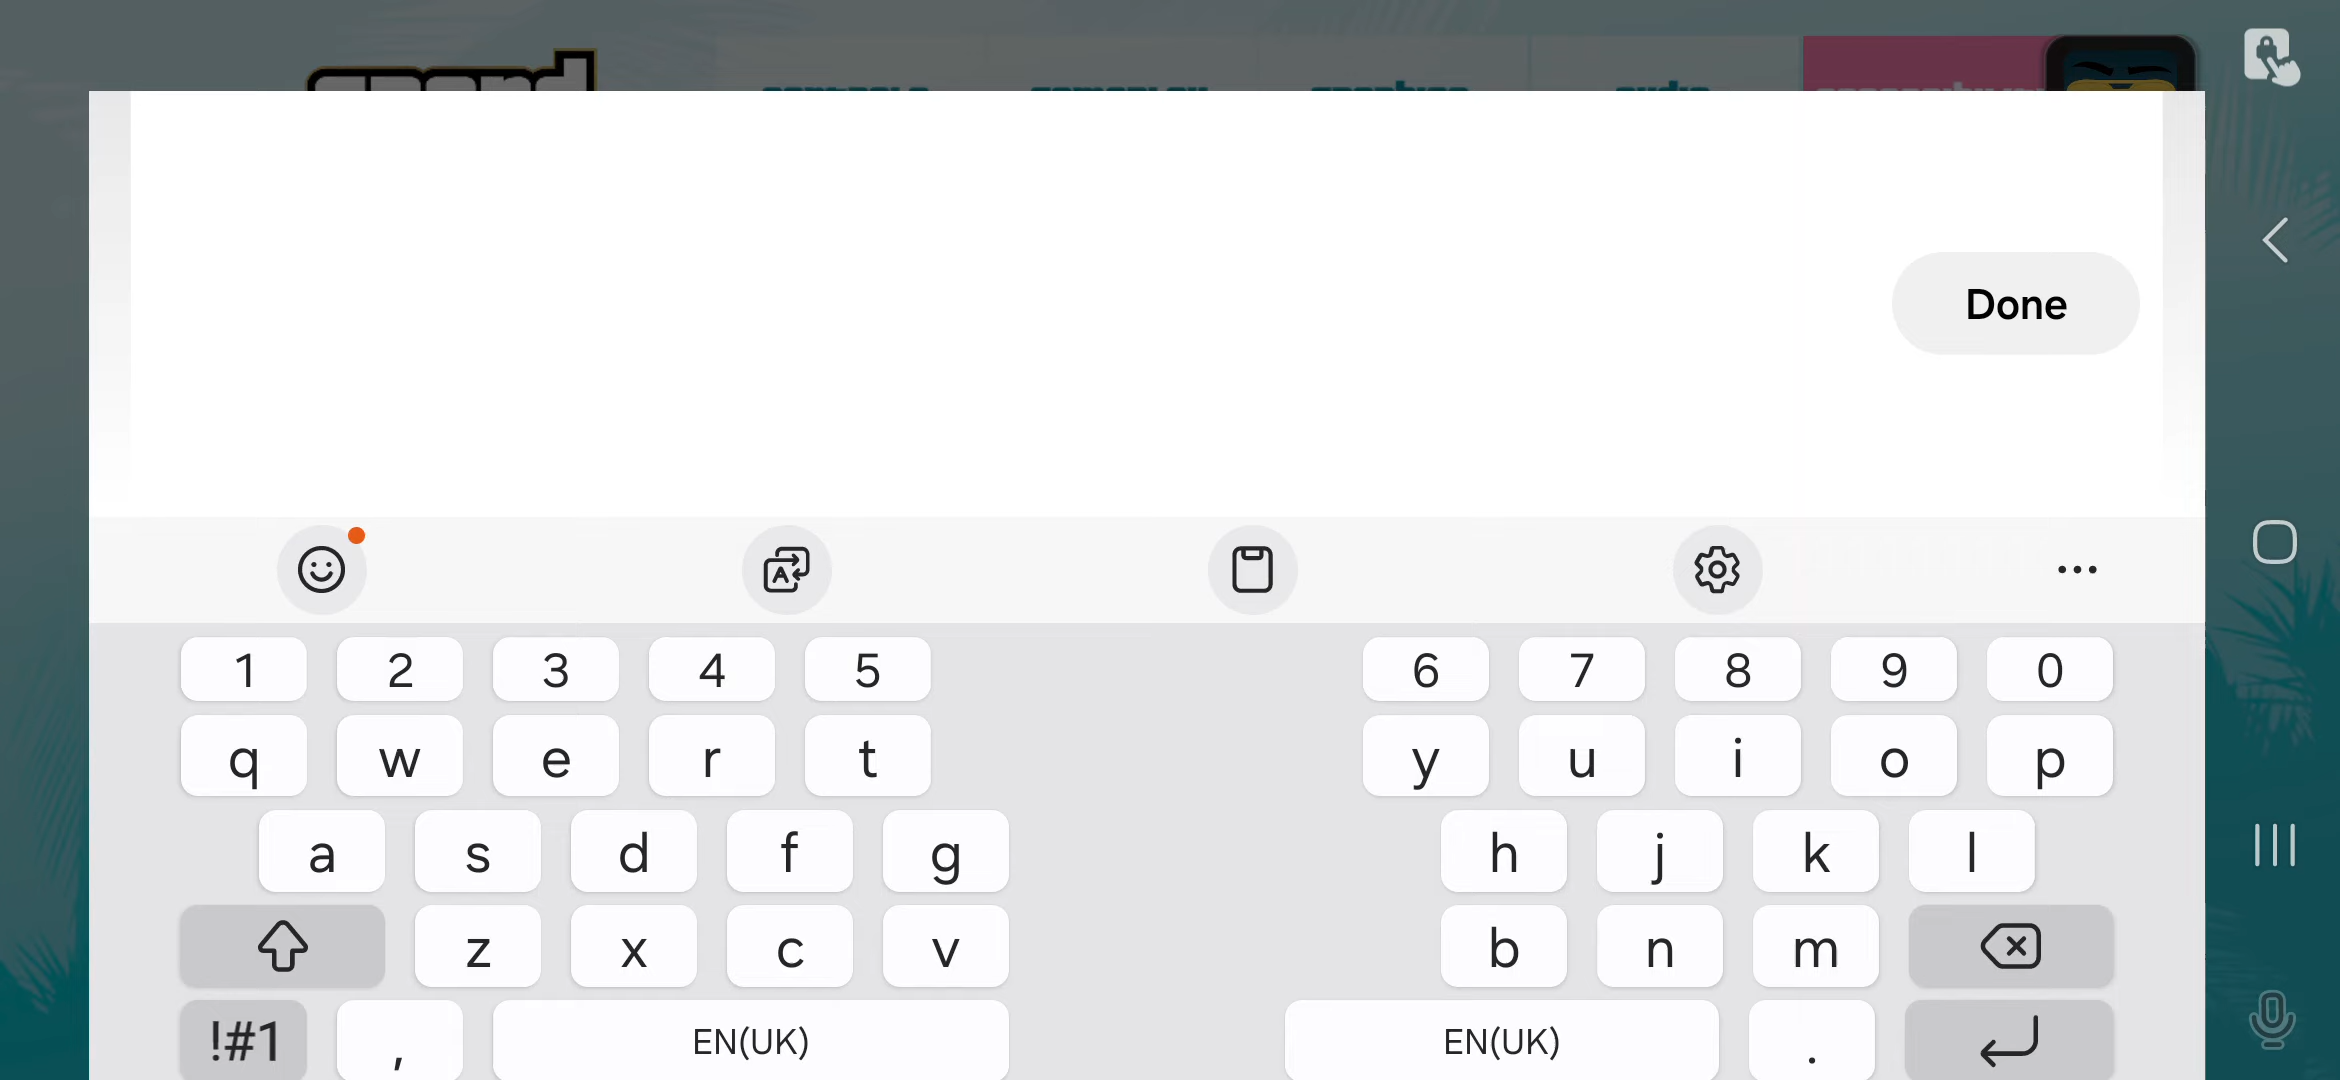 Done
1 2 3 4 5 6 7 8 9 0
q w e r t y u i o p
a s d f g h j k l
z x c v b n m
!#1 , EN(UK) EN(UK) .